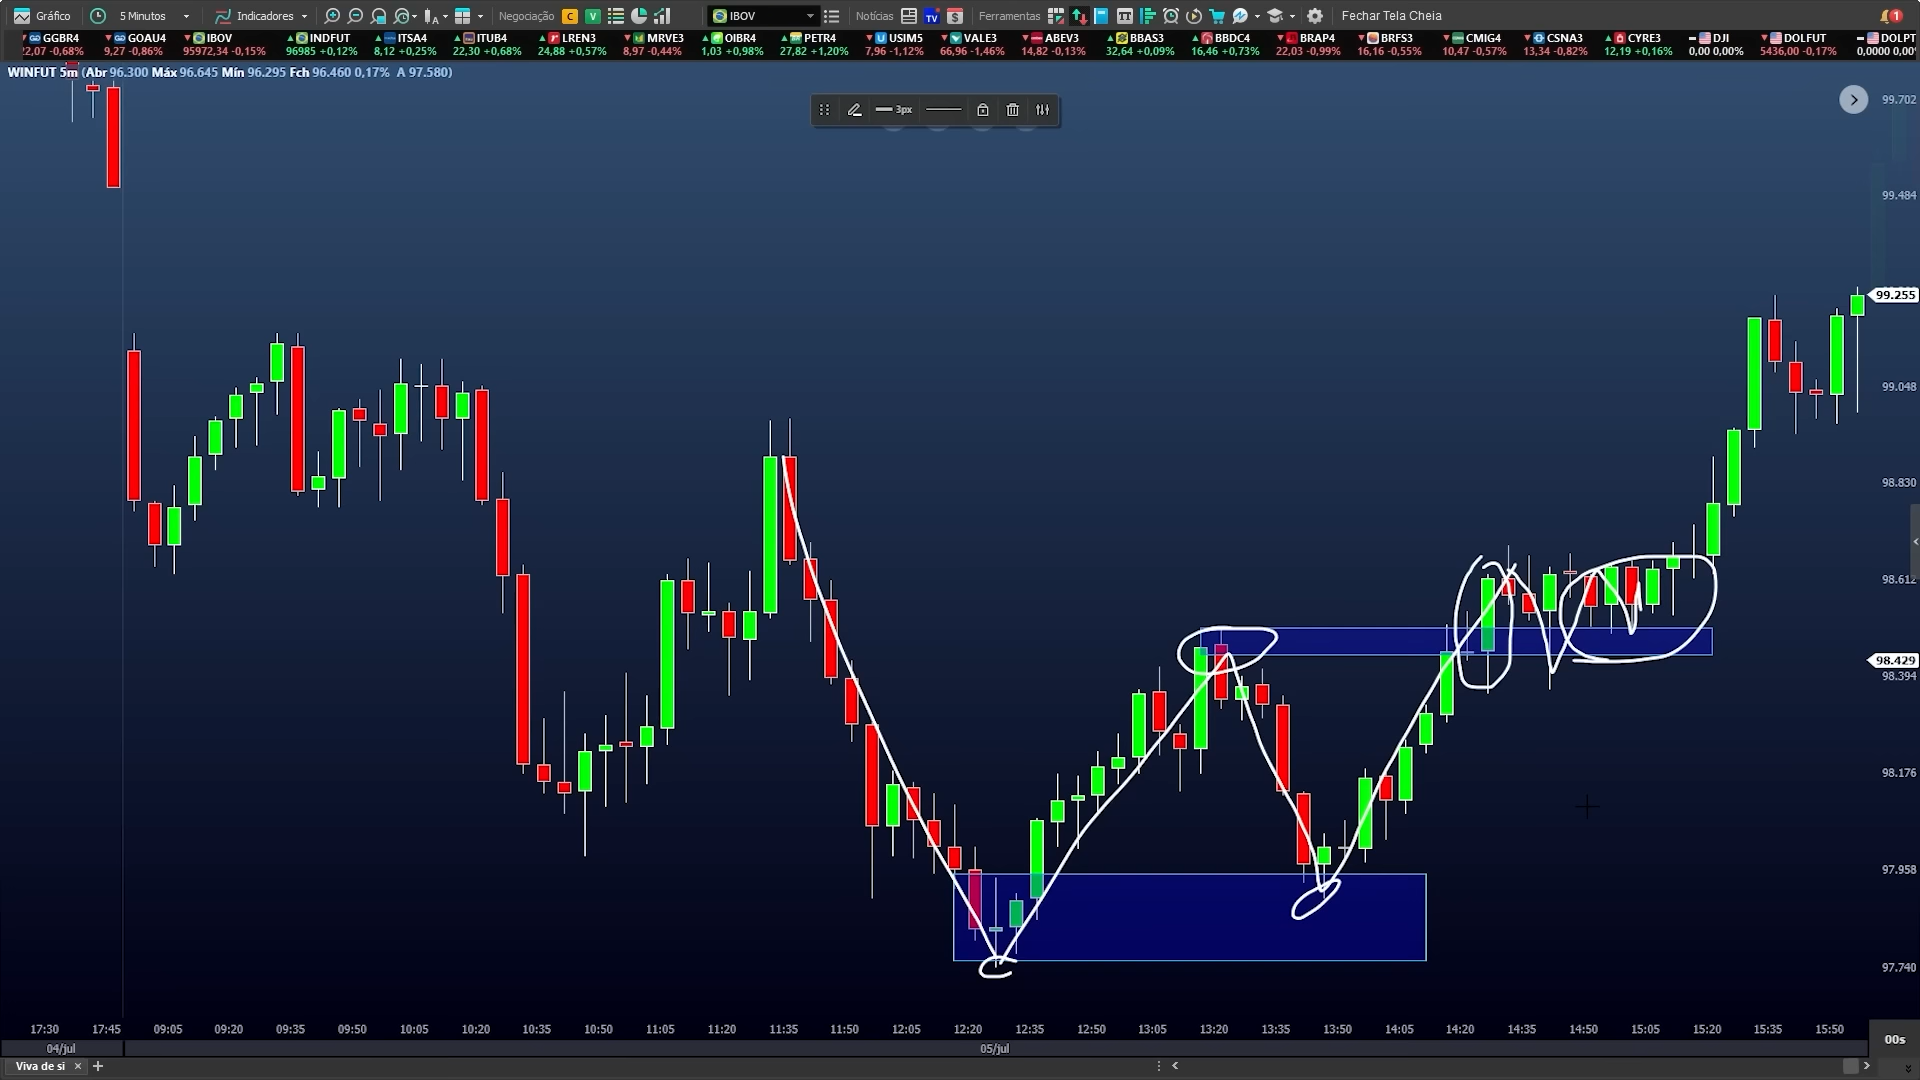 Gráfico 5 Minutos Indicadores Negociação C V IBOV Notícias TV $ Ferramentas Fechar Tela Cheia 1
GGBR4 GOAU4 IBOV INDFUT ITSA4 ITUB4 LREN3 MRVE3 OIBR4 PETR4 USIM5 VALE3 ABEV3 BBAS3 BBDC4 BRAP4 BRFS3 CMIG4 CSNA3 CYRE3 DJI DOLFUT DOLPT
22,07 -0,68% 9,27 -0,86% 95972,34 -0,15% 96985 +0,12% 8,12 +0,25% 22,30 +0,68% 24,88 +0,57% 8,97 -0,44% 1,03 +0,98% 27,82 +1,20% 7,96 -1,12% 66,96 -1,46% 14,82 -0,13% 32,64 +0,09% 16,46 +0,73% 22,03 -0,99% 16,16 -0,55% 10,47 -0,57% 13,34 -0,82% 12,19 +0,16% 0,00 0,00% 5436,00 -0,17% 0,0000 0,00
WINFUT 5m (Abr 96.300 Máx 96.645 Mín 96.295 Fch 96.460 0,17% A 97.580)
3px
99.702
99.484
99.255
99.048
98.830
98.612
98.429
98.394
98.176
97.958
97.740
17:30 17:45 09:05 09:20 09:35 09:50 10:05 10:20 10:35 10:50 11:05 11:20 11:35 11:50 12:05 12:20 12:35 12:50 13:05 13:20 13:35 13:50 14:05 14:20 14:35 14:50 15:05 15:20 15:35 15:50 00s
04/jul 05/jul
Viva de si × +